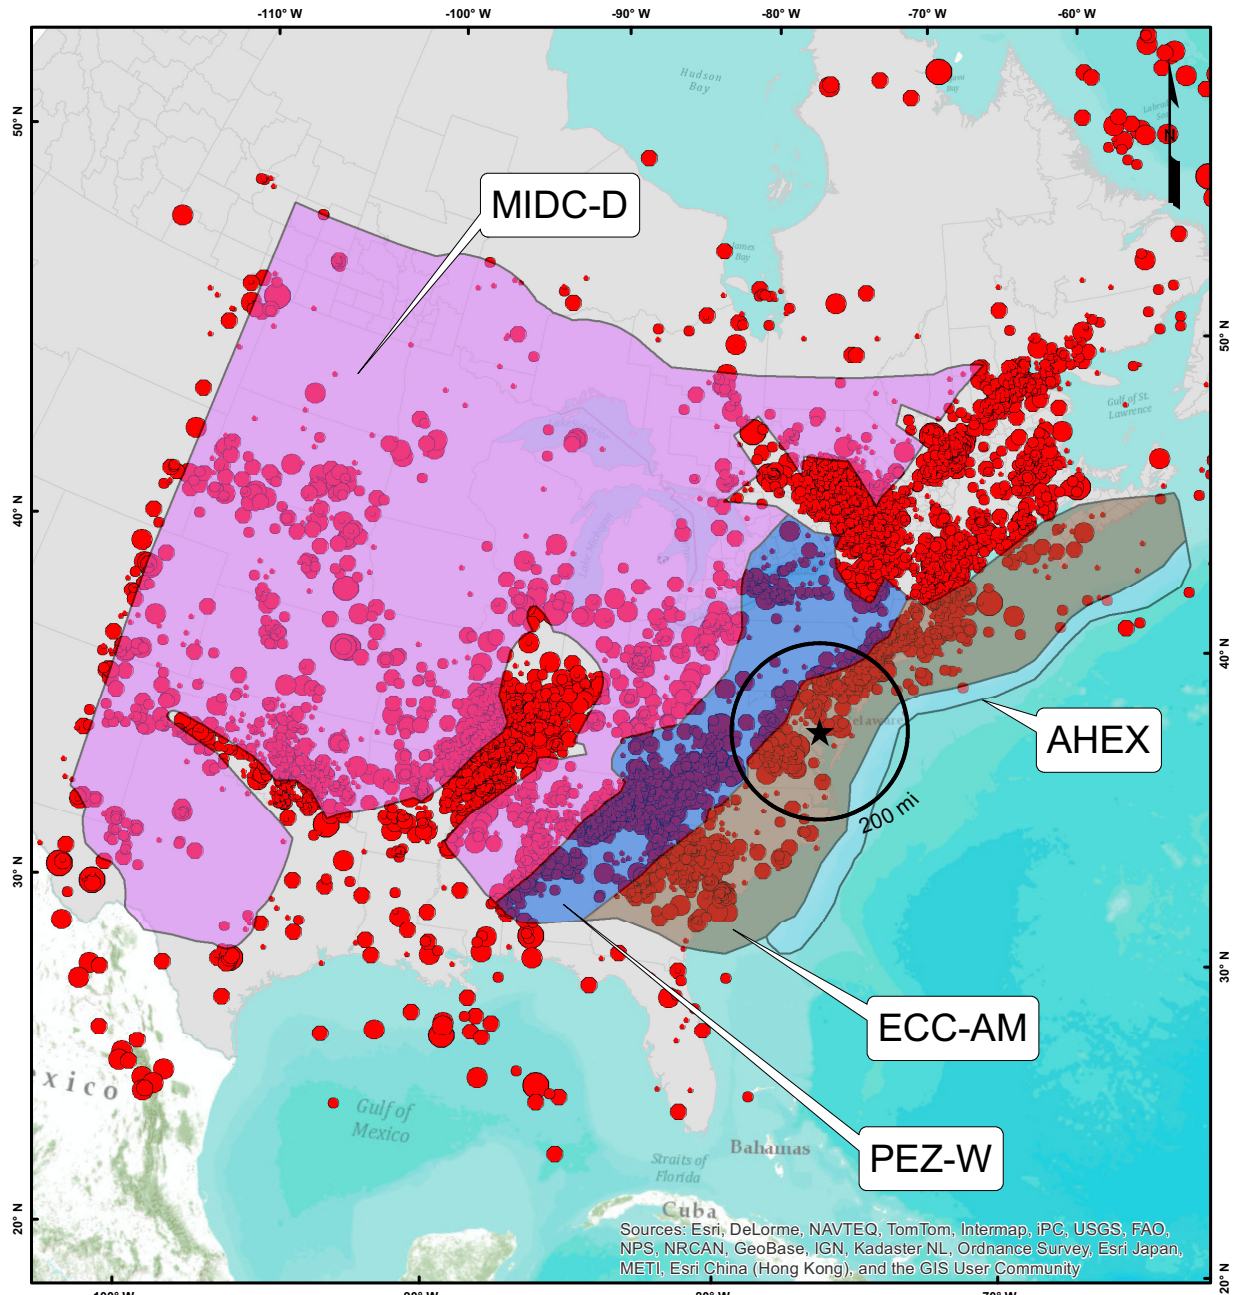 -110° W
-100° W
-90° W
-80° W
-70° W
-60° W
50° N
Hudson
Bay
N
MIDC-D
James
Bay
50° N
Gulf of St.
Lawrence
40° N
40° N
AHEX
200 mi
30° N
30° N
ECC-AM
xico
Gulf of
Mexico
PEZ-W
Bahamas
Straits of
Florida
Cuba
20° N
20° N
Sources: Esri, DeLorme, NAVTEQ, TomTom, Intermap, iPC, USGS, FAO,
NPS, NRCAN, GeoBase, IGN, Kadaster NL, Ordnance Survey, Esri Japan,
METI, Esri China (Hong Kong), and the GIS User Community